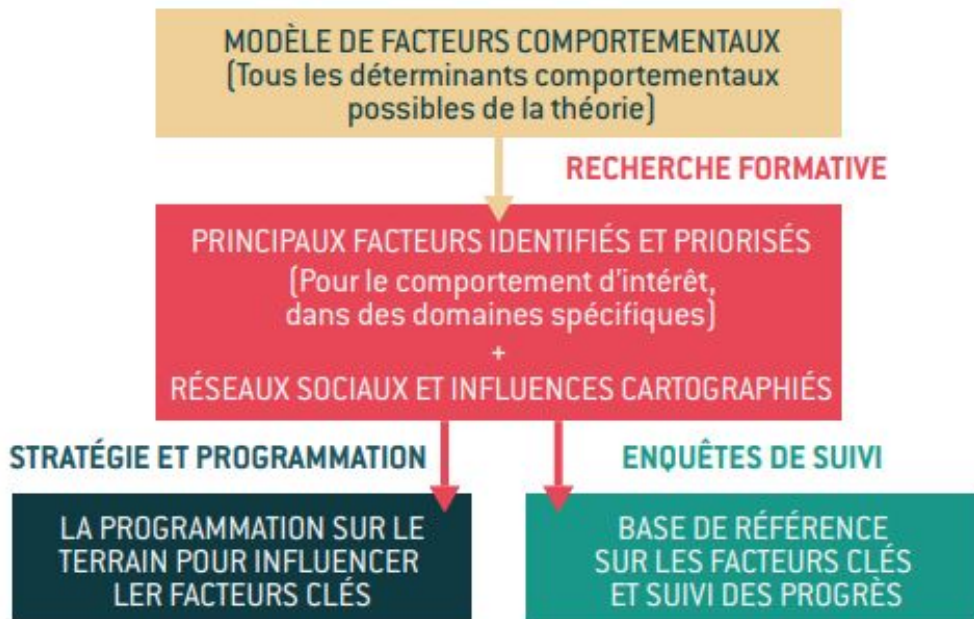 MODÈLE DE FACTEURS COMPORTEMENTAUX
(Tous les déterminants comportementaux
possibles de la théorie)
RECHERCHE FORMATIVE
PRINCIPAUX FACTEURS IDENTIFIÉS ET PRIORISÉS
(Pour le comportement d'intérêt,
dans des domaines spécifiques)
+
RÉSEAUX SOCIAUX ET INFLUENCES CARTOGRAPHIÉS
STRATÉGIE ET PROGRAMMATION
ENQUÊTES DE SUIVI
LA PROGRAMMATION SUR LE
TERRAIN POUR INFLUENCER
LER FACTEURS CLÉS
BASE DE RÉFÉRENCE
SUR LES FACTEURS CLÉS
ET SUIVI DES PROGRÈS